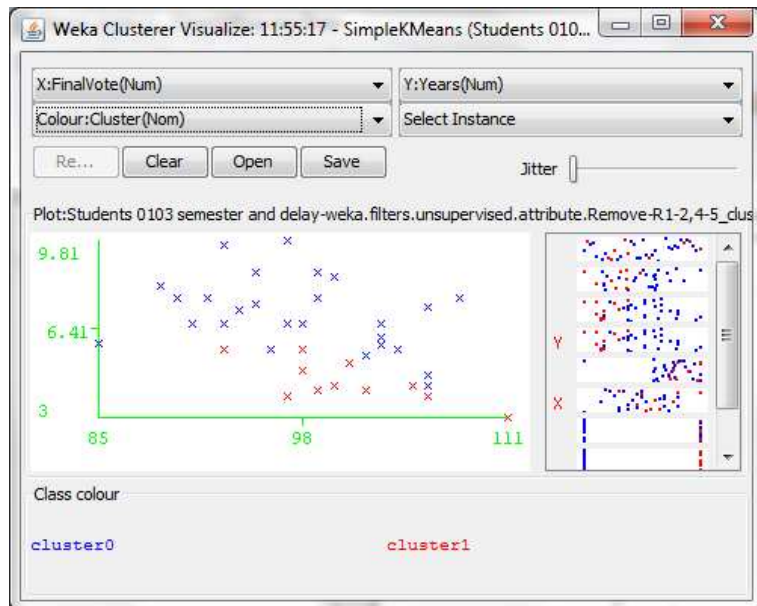 Weka Clusterer Visualize: 11:55:17 - SimpleKMeans (Students 010...
X:FinalVote(Num)
Y:Years(Num)
Colour:Cluster(Nom)
Select Instance
Re...
Clear
Open
Save
Jitter
Plot:Students 0103 semester and delay-weka.filters.unsupervised.attribute.Remove-R1-2,4-5_clus
9.81
6.41
3
85
98
111
Y
X
Class colour
cluster0
cluster1